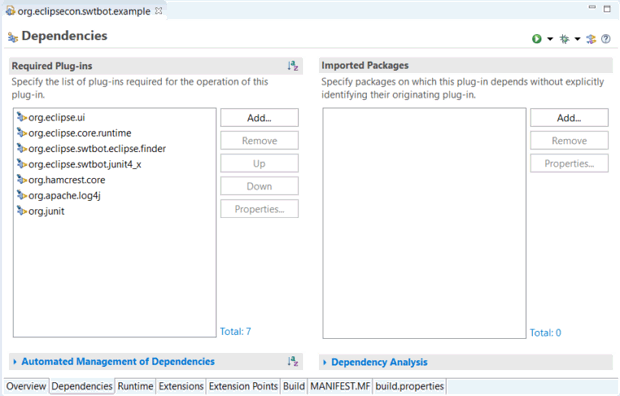 org.eclipsecon.swtbot.example
Dependencies
Required Plug-ins
Specify the list of plug-ins required for the operation of this
plug-in.
org.eclipse.ui
org.eclipse.core.runtime
org.eclipse.swtbot.eclipse.finder
org.eclipse.swtbot.junit4_x
org.hamcrest.core
org.apache.log4j
org.junit
Add...
Remove
Up
Down
Properties...
Total: 7
Imported Packages
Specify packages on which this plug-in depends without explicitly
identifying their originating plug-in.
Add...
Remove
Properties...
Total: 0
Automated Management of Dependencies
Dependency Analysis
Overview Dependencies Runtime Extensions Extension Points Build MANIFEST.MF build.properties